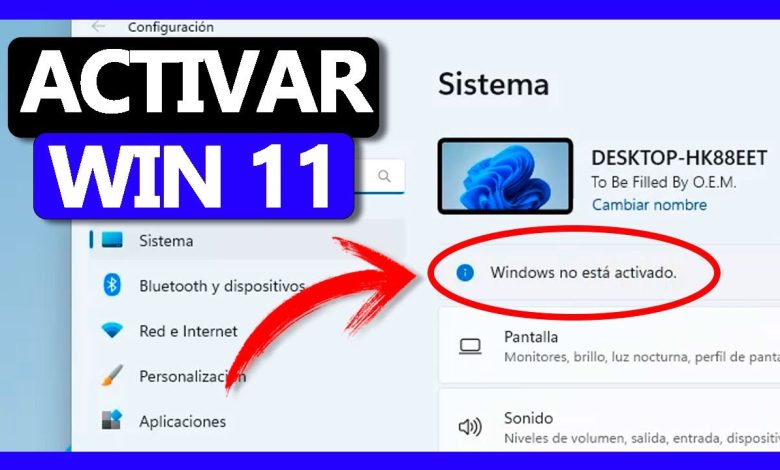 Configuración
ACTIVAR
WIN 11
Sistema
DESKTOP-HK88EET
To Be Filled By O.E.M.
Cambiar nombre
Sistema
Windows no está activado.
Bluetooth y dispositivos
Red e Internet
Pantalla
Monitores, brillo, luz nocturna, perfil de panta
Personalización
Aplicaciones
Sonido
Niveles de volumen, salida, entrada, dispositiv